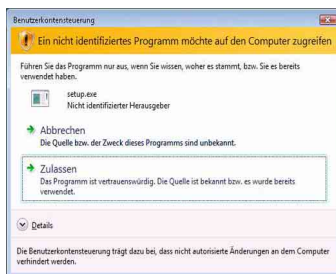 Benutzerkontensteuerung
Ein nicht identifiziertes Programm möchte auf den Computer zugreifen
Führen Sie das Programm nur aus, wenn Sie wissen, woher es stammt, bzw. Sie es bereits
verwendet haben.
setup.exe
Nicht identifizierter Herausgeber
Abbrechen
Die Quelle bzw. der Zweck dieses Programms sind unbekannt.
Zulassen
Das Programm ist vertrauenswürdig. Die Quelle ist bekannt bzw. es wurde bereits
verwendet.
Details
Die Benutzerkontensteuerung trägt dazu bei, dass nicht autorisierte Änderungen an dem Computer
verhindert werden.